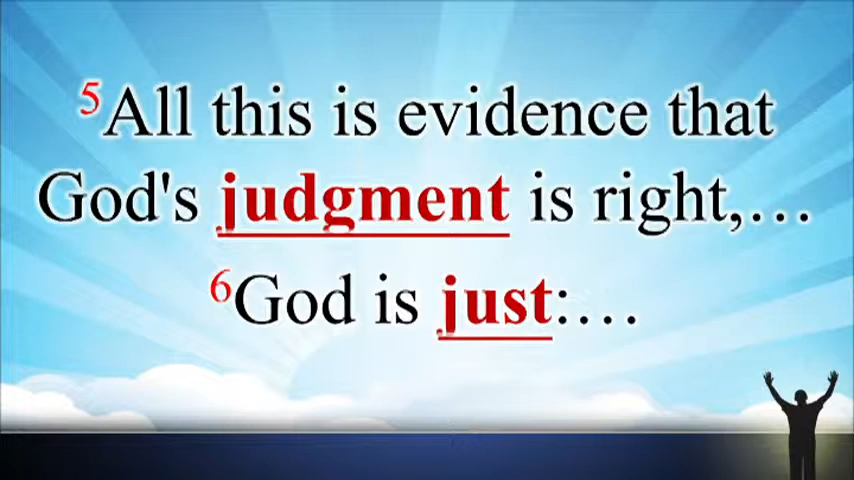 5All this is evidence that
God's judgment is right,…
6God is just:…